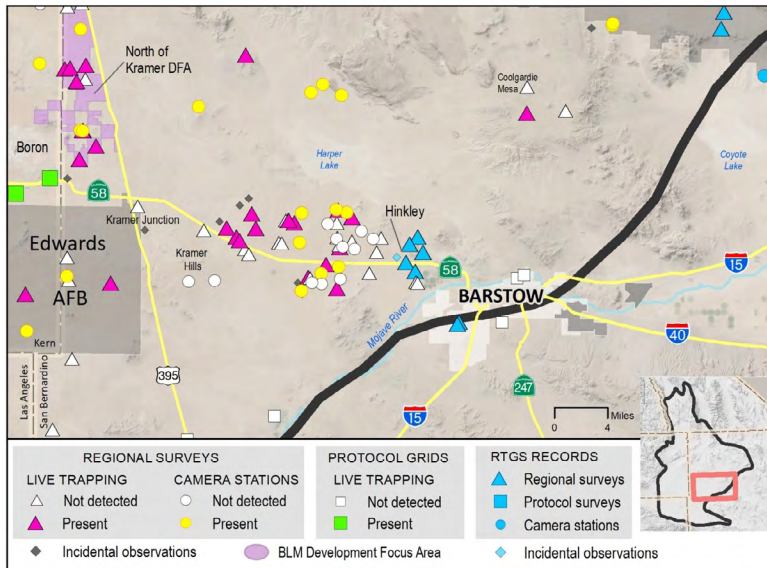 North of
Kramer DFA
Coolgardie
Mesa
Boron
Harper
Lake
Coyote
Lake
58
Kramer Junction
Hinkley
Edwards
Kramer
Hills
58
15
AFB
BARSTOW
Mojave River
40
Kern
Los Angeles
San Bernardino
395
247
15
Miles
0 4
REGIONAL SURVEYS
LIVE TRAPPING CAMERA STATIONS
Not detected Not detected
Present Present
Incidental observations BLM Development Focus Area
PROTOCOL GRIDS
LIVE TRAPPING
Not detected
Present
RTGS RECORDS
Regional surveys
Protocol surveys
Camera stations
Incidental observations